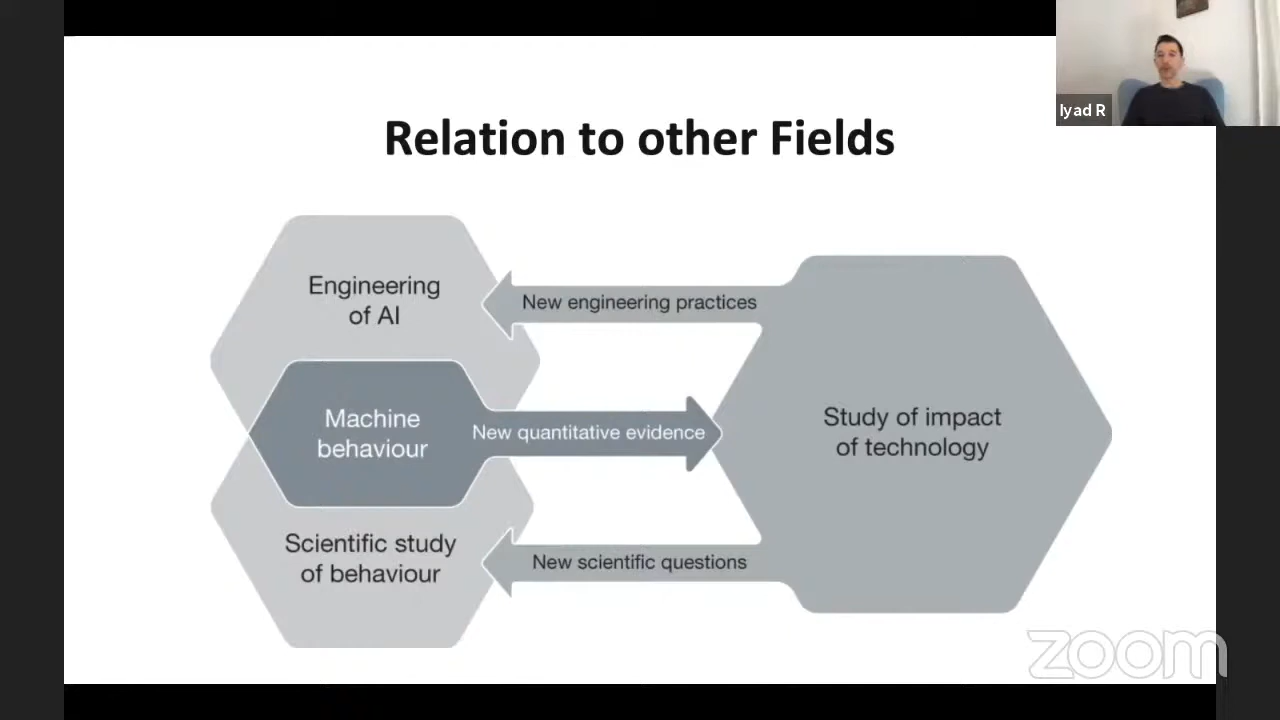 Iyad R
Relation to other Fields
Engineering
of AI
New engineering practices
Machine
behaviour
New quantitative evidence
Study of impact
of technology
Scientific study
of behaviour
New scientific questions
zoom